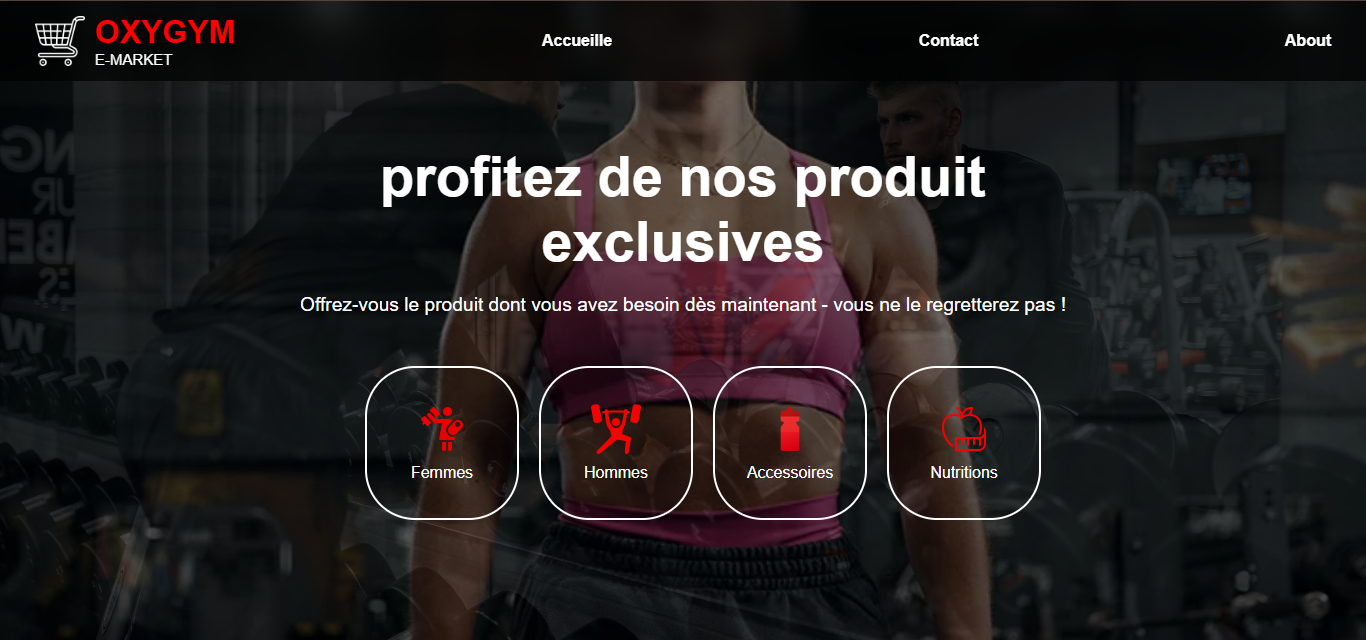 OXYGYM
E-MARKET
Accueille
Contact
About
profitez de nos produit
exclusives
Offrez-vous le produit dont vous avez besoin dès maintenant - vous ne le regretterez pas !
Femmes
Hommes
Accessoires
Nutritions